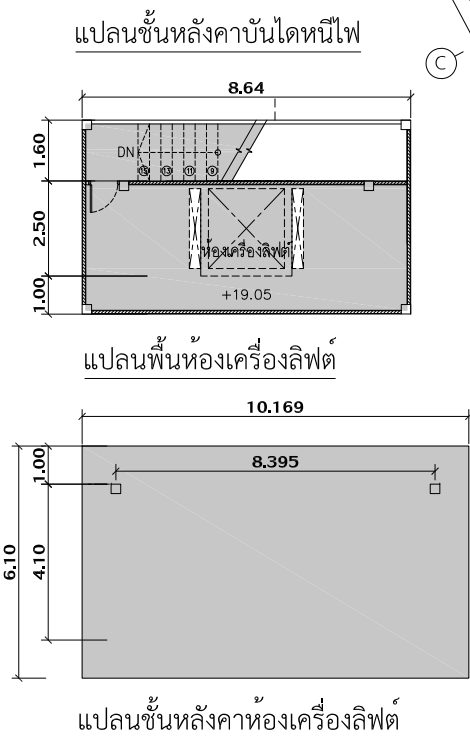 แปลนชั้นหลังคาบันไดหนีไฟ
C
8.64
1.60
DN
15 13 11 9
2.50
ห้องเครื่องลิฟต์
1.00
+19.05
แปลนพื้นห้องเครื่องลิฟต์
10.169
1.00
8.395
6.10
4.10
แปลนชั้นหลังคาห้องเครื่องลิฟต์